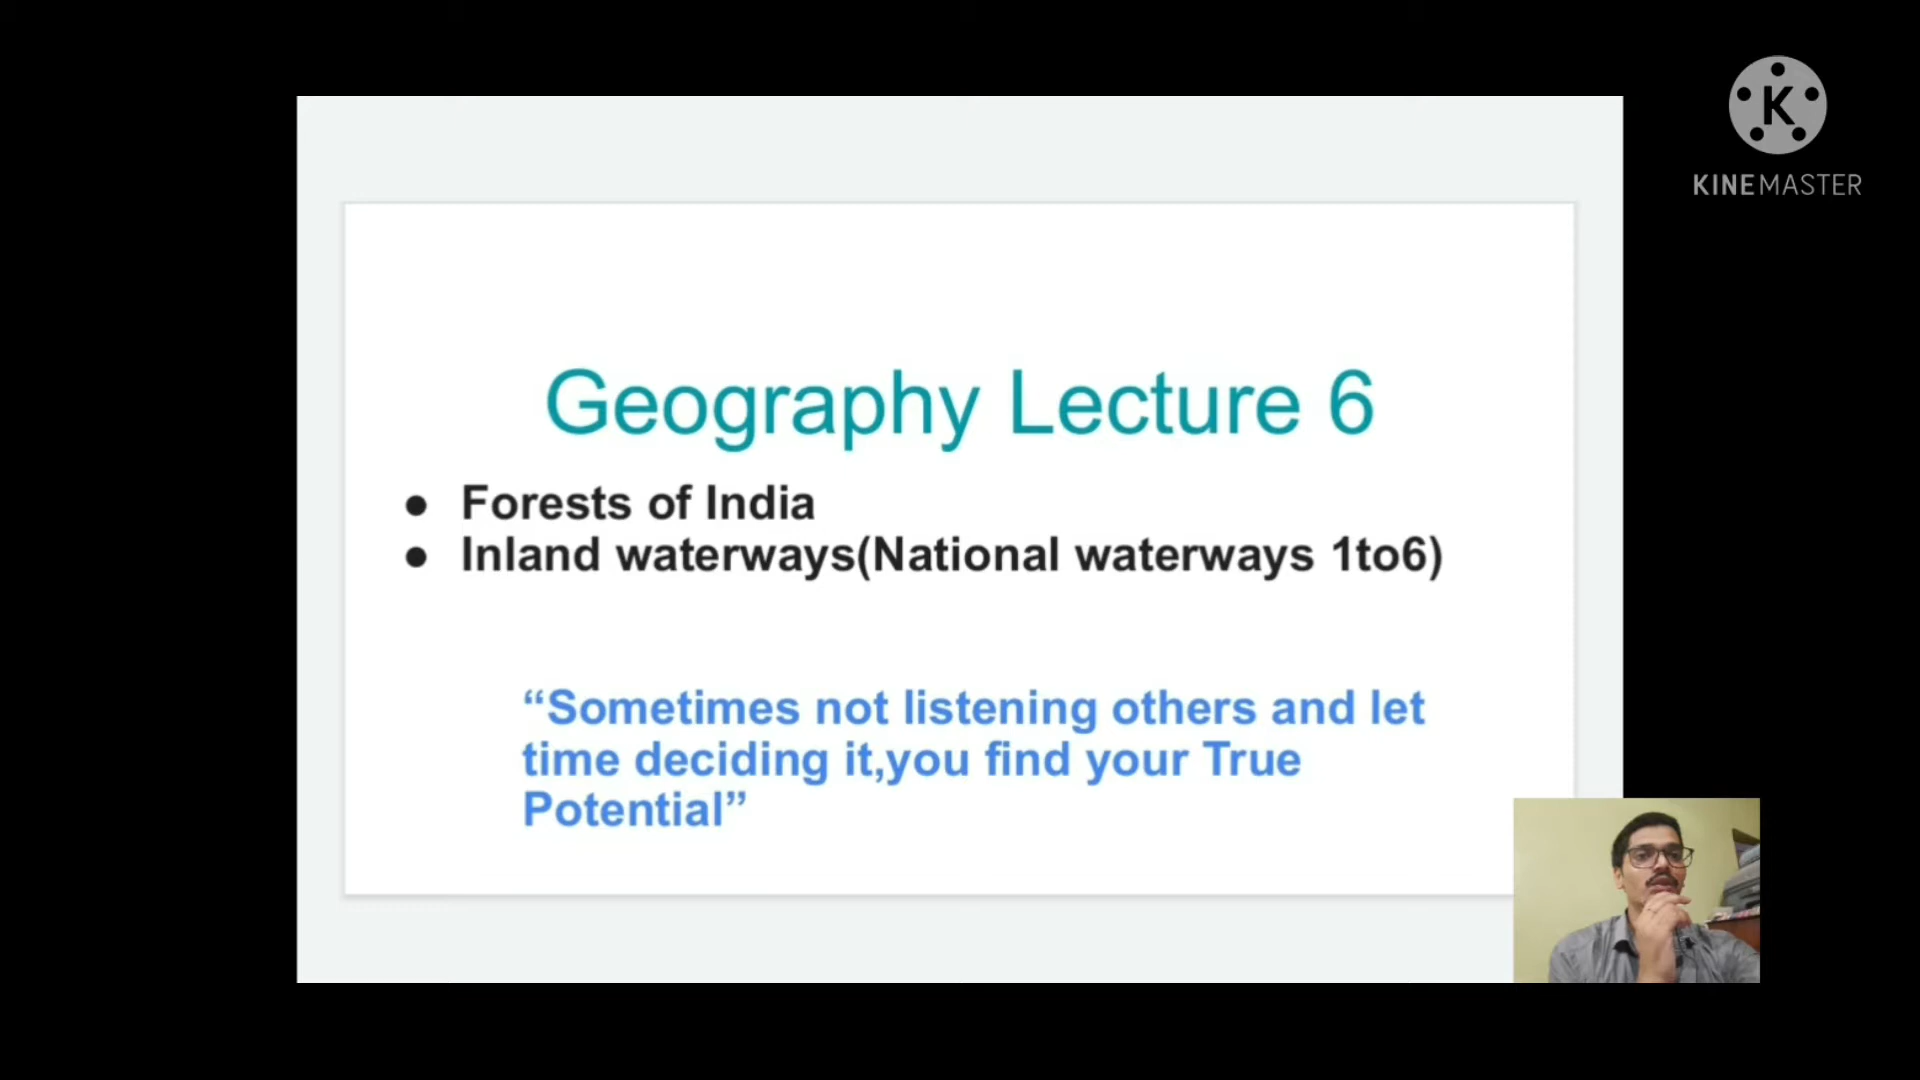 K
KINEMASTER
Geography Lecture 6
● Forests of India
● Inland waterways(National waterways 1to6)
“Sometimes not listening others and let
time deciding it,you find your True
Potential”